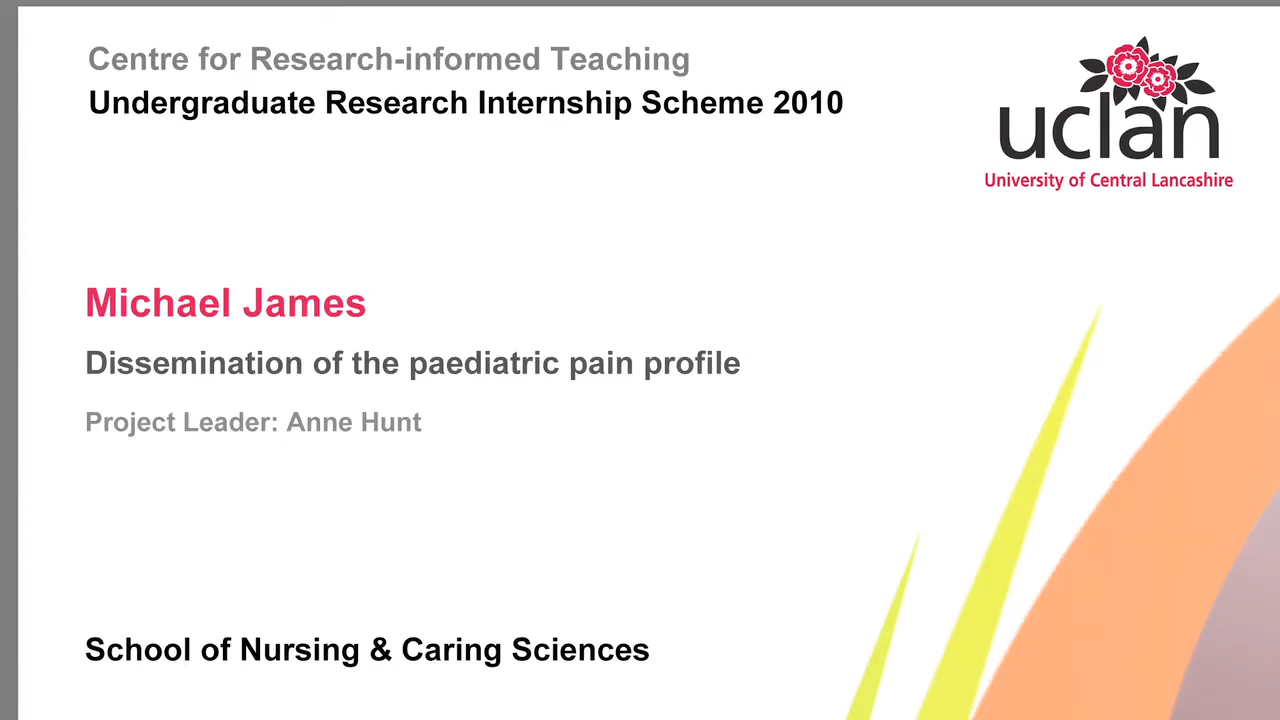 Centre for Research-informed Teaching
Undergraduate Research Internship Scheme 2010
uclan
University of Central Lancashire
Michael James
Dissemination of the paediatric pain profile
Project Leader: Anne Hunt
School of Nursing & Caring Sciences